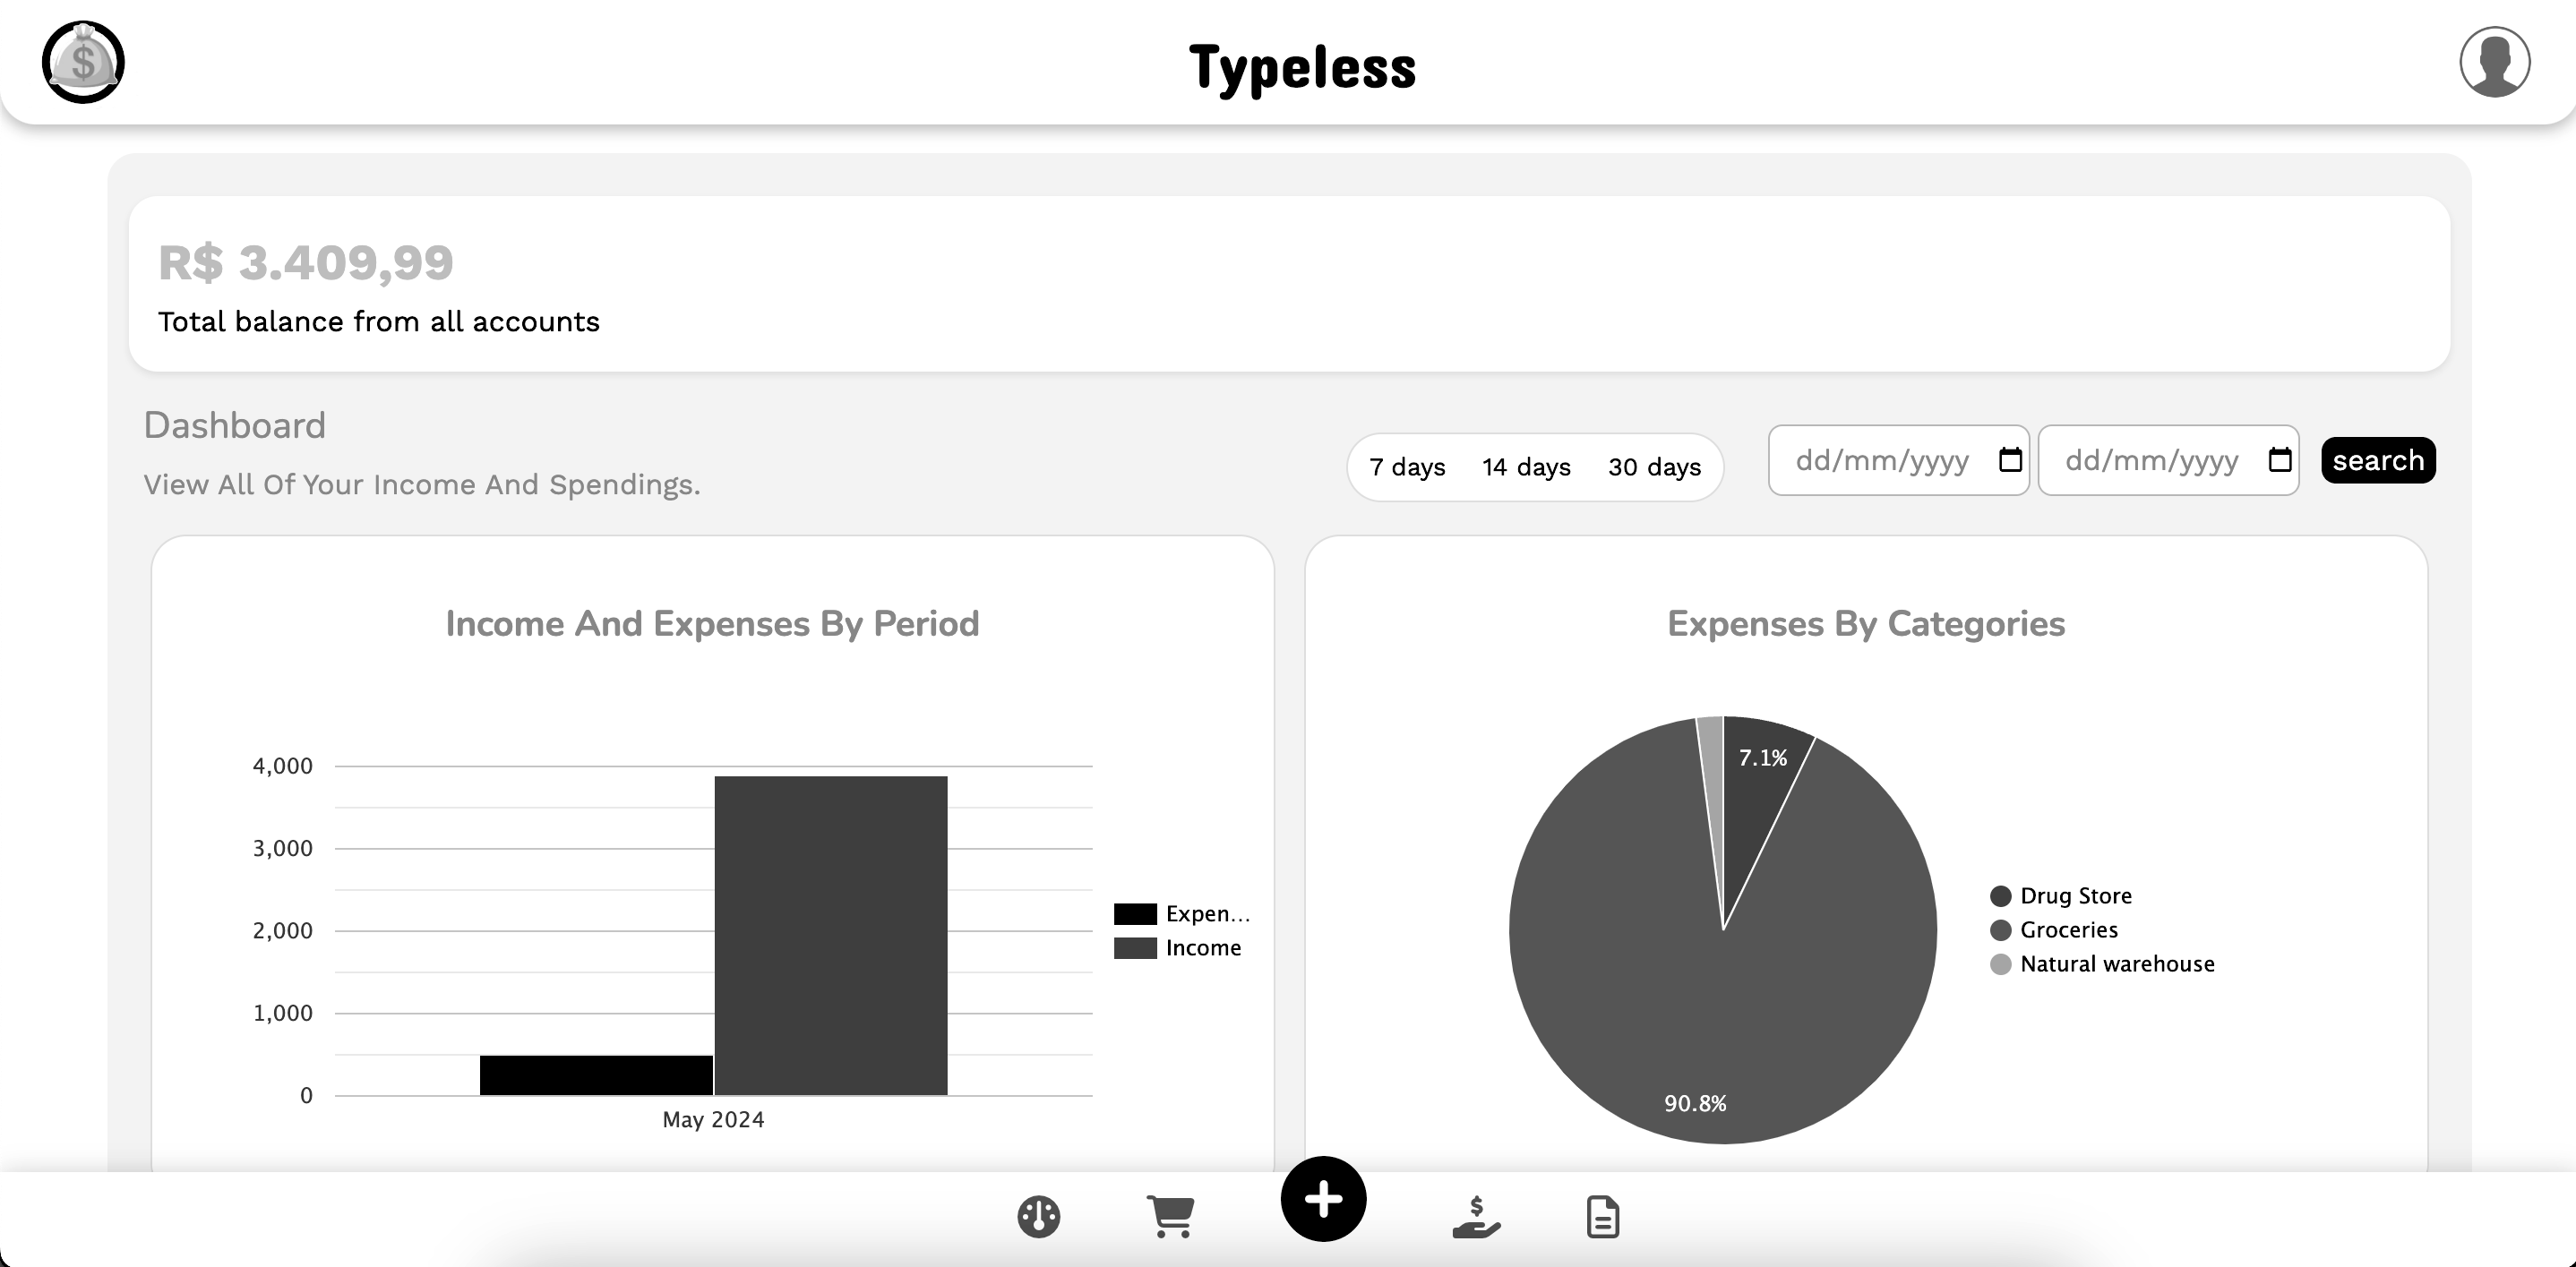 $
Typeless
R$ 3.409,99
Total balance from all accounts
Dashboard
View All Of Your Income And Spendings.
7 days 14 days 30 days
dd/mm/yyyy dd/mm/yyyy search
Income And Expenses By Period
4,000
3,000
2,000
1,000
0
May 2024
Expen...
Income
Expenses By Categories
7.1%
90.8%
Drug Store
Groceries
Natural warehouse
$